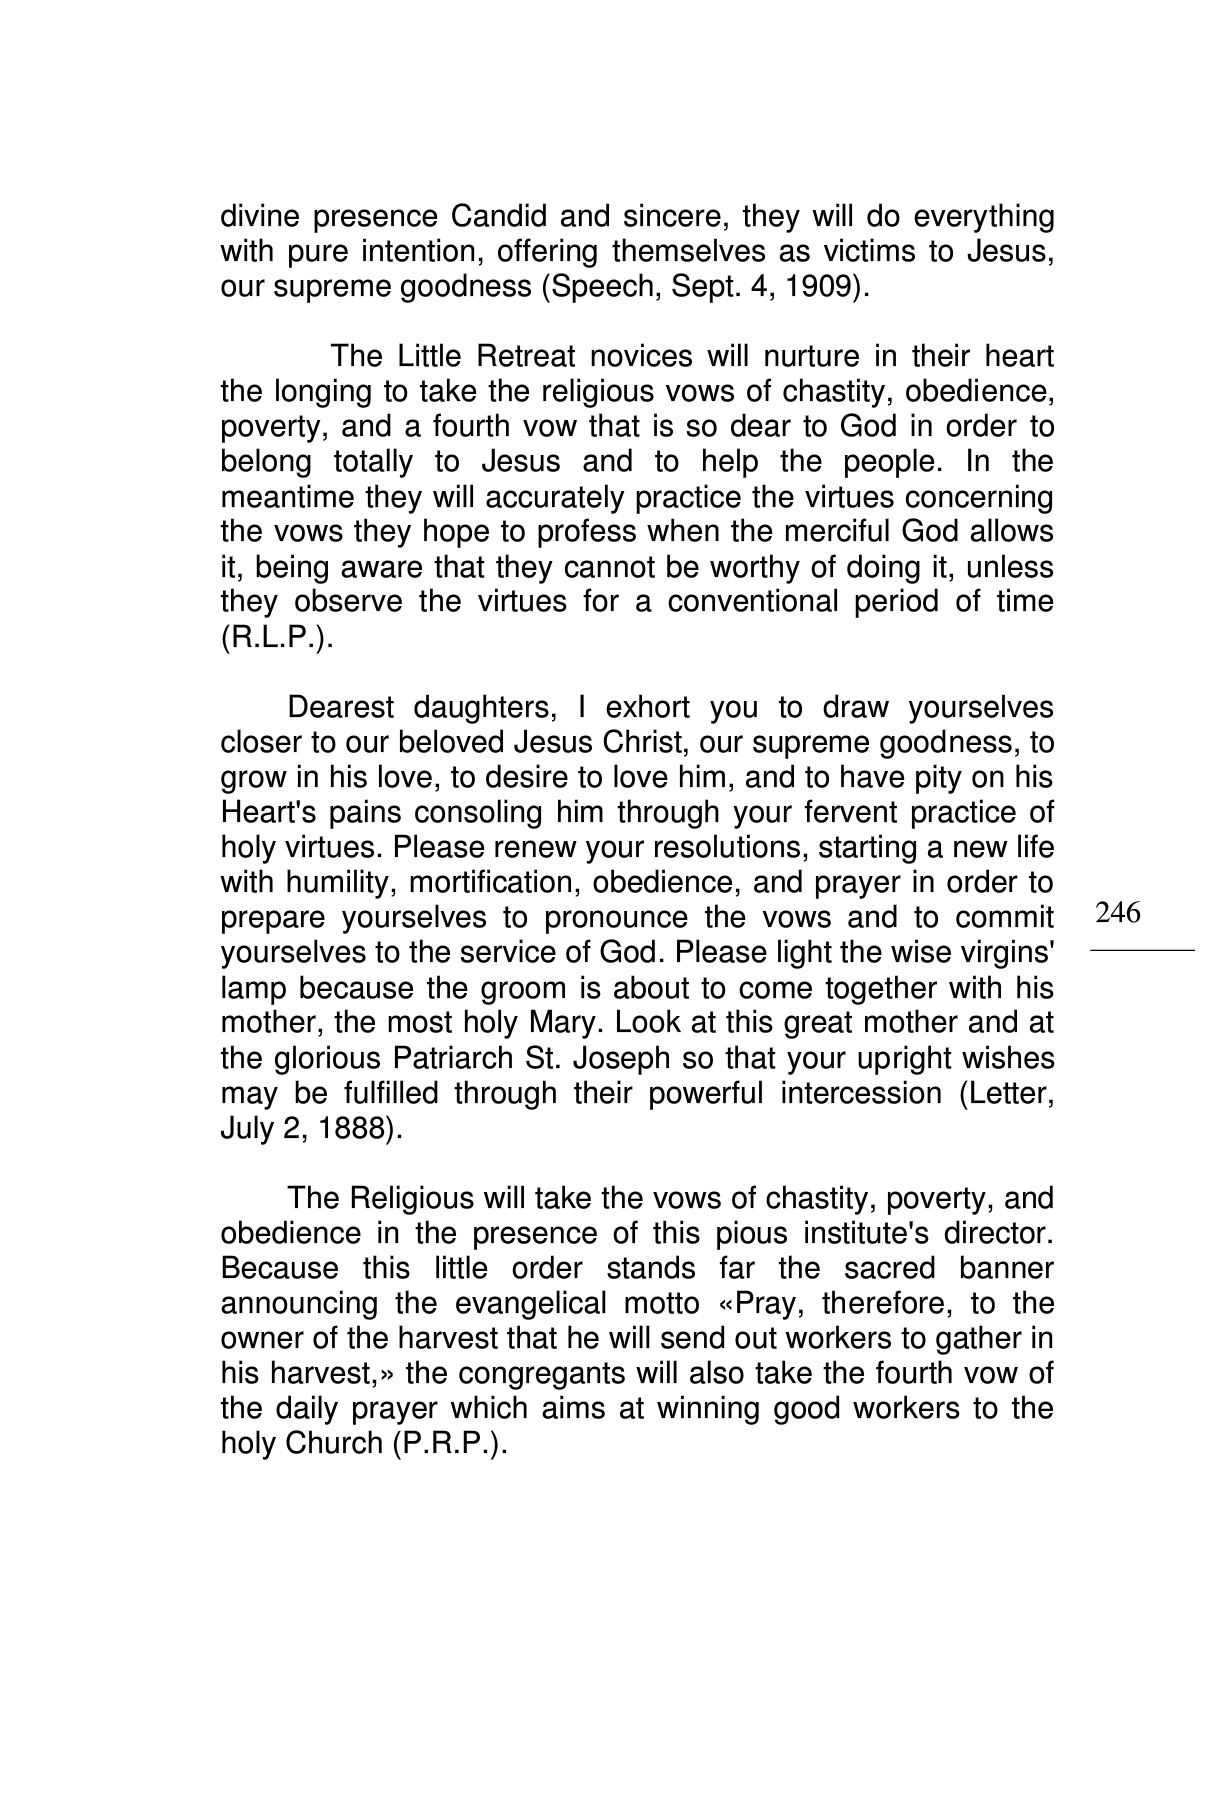 divine presence Candid and sincere, they will do everything
with pure intention, offering themselves as victims to Jesus,
our supreme goodness (Speech, Sept. 4, 1909).
The Little Retreat novices will nurture in their heart
the longing to take the religious vows of chastity, obedience,
poverty, and a fourth vow that is so dear to God in order to
belong totally to Jesus and to help the people. In the
meantime they will accurately practice the virtues concerning
the vows they hope to profess when the merciful God allows
it, being aware that they cannot be worthy of doing it, unless
they observe the virtues for a conventional period of time
(R.L.P.).
Dearest daughters, I exhort you to draw yourselves
closer to our beloved Jesus Christ, our supreme goodness, to
grow in his love, to desire to love him, and to have pity on his
Heart's pains consoling him through your fervent practice of
holy virtues. Please renew your resolutions, starting a new life
with humility, mortification, obedience, and prayer in order to
prepare yourselves to pronounce the vows and to commit
yourselves to the service of God. Please light the wise virgins'
lamp because the groom is about to come together with his
mother, the most holy Mary. Look at this great mother and at
the glorious Patriarch St. Joseph so that your upright wishes
may be fulfilled through their powerful intercession (Letter,
July 2, 1888).
The Religious will take the vows of chastity, poverty, and
obedience in the presence of this pious institute's director.
Because this little order stands far the sacred banner
announcing the evangelical motto «Pray, therefore, to the
owner of the harvest that he will send out workers to gather in
his harvest,» the congregants will also take the fourth vow of
the daily prayer which aims at winning good workers to the
holy Church (P.R.P.).
246